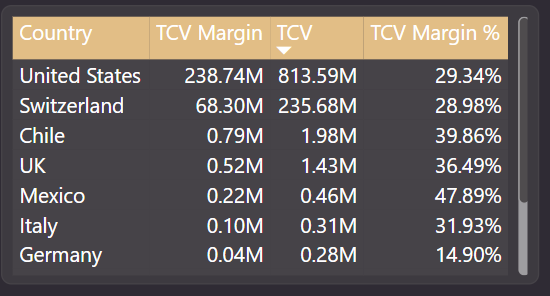 Country TCV Margin TCV TCV Margin %
United States 238.74M 813.59M 29.34%
Switzerland 68.30M 235.68M 28.98%
Chile 0.79M 1.98M 39.86%
UK 0.52M 1.43M 36.49%
Mexico 0.22M 0.46M 47.89%
Italy 0.10M 0.31M 31.93%
Germany 0.04M 0.28M 14.90%